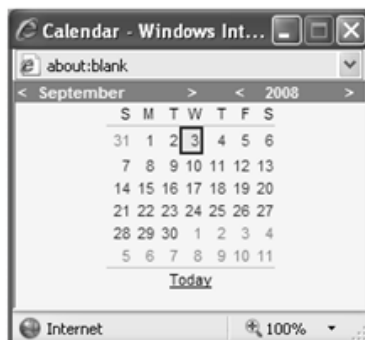 Calendar - Windows Int...
about:blank
< September > < 2008 >
S M T W T F S
31 1 2 3 4 5 6
7 8 9 10 11 12 13
14 15 16 17 18 19 20
21 22 23 24 25 26 27
28 29 30 1 2 3 4
5 6 7 8 9 10 11
Today
Internet 100%